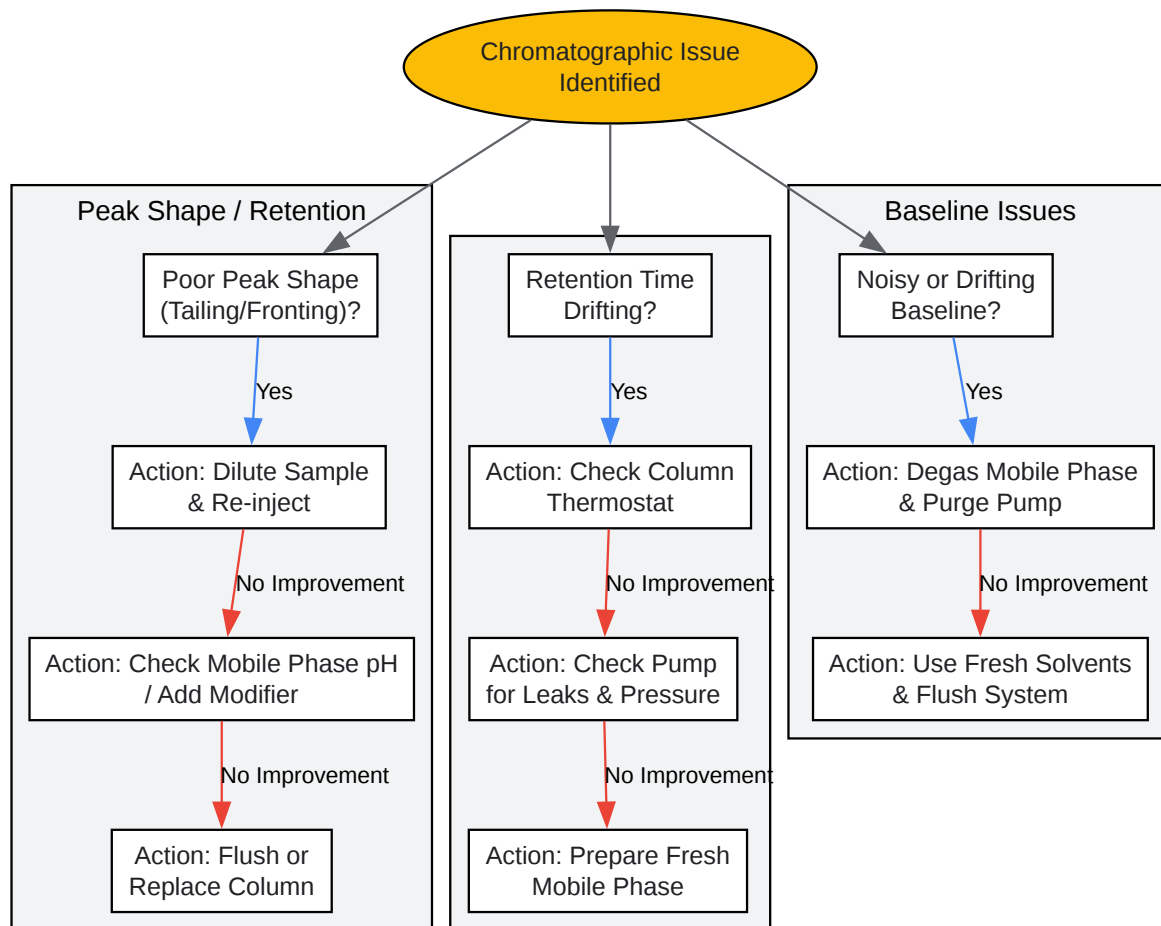 Chromatographic Issue
Identified
Peak Shape / Retention
Poor Peak Shape
(Tailing/Fronting)?
Yes
Action: Dilute Sample
& Re-inject
No Improvement
Action: Check Mobile Phase pH
/ Add Modifier
No Improvement
Action: Flush or
Replace Column
Retention Time
Drifting?
Yes
Action: Check Column
Thermostat
No Improvement
Action: Check Pump
for Leaks & Pressure
No Improvement
Action: Prepare Fresh
Mobile Phase
Baseline Issues
Noisy or Drifting
Baseline?
Yes
Action: Degas Mobile Phase
& Purge Pump
No Improvement
Action: Use Fresh Solvents
& Flush System